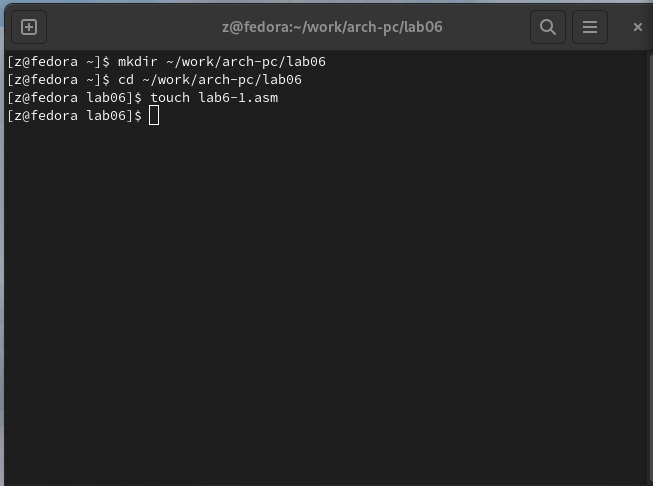 z@fedora:~/work/arch-pc/lab06
[z@fedora ~]$ mkdir ~/work/arch-pc/lab06
[z@fedora ~]$ cd ~/work/arch-pc/lab06
[z@fedora lab06]$ touch lab6-1.asm
[z@fedora lab06]$